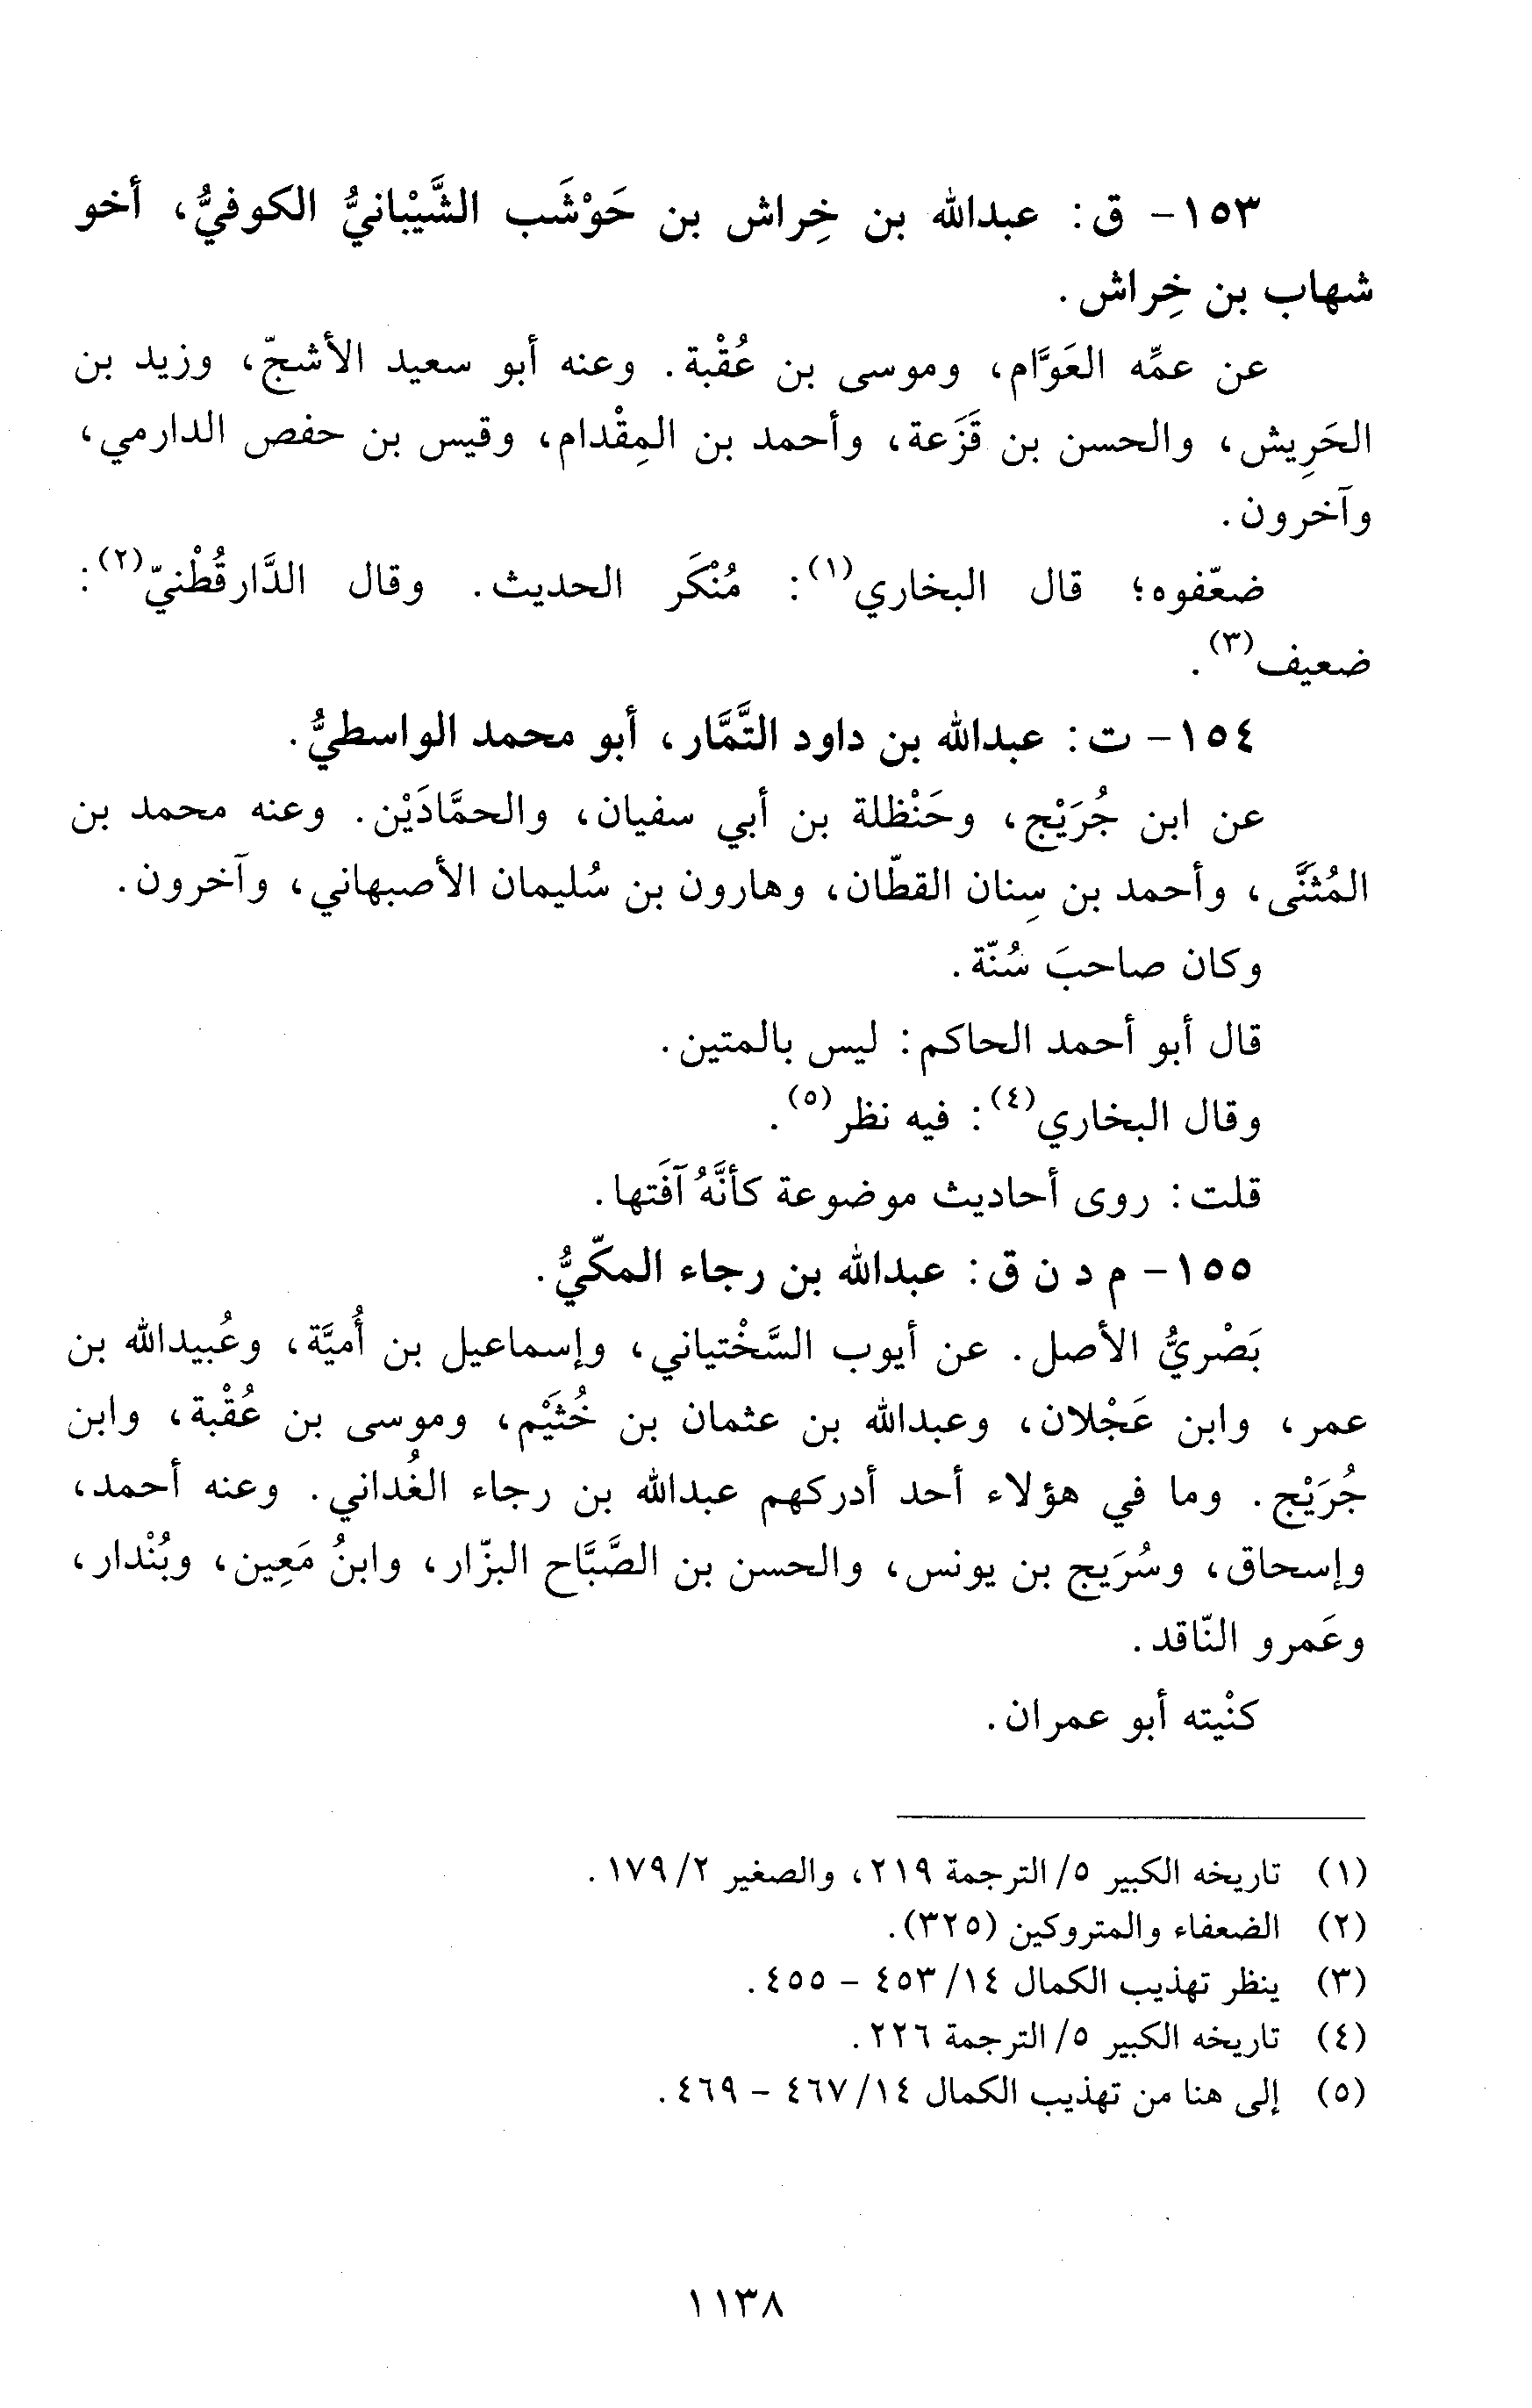 ١٥٣- ق: عبدالله بن خِراش بن حَوْشَب الشَّيْبانيُّ الكوفيُّ، أخو
شهاب بن خِراش.
عن عمِّه العَوَّام، وموسى بن عُقْبة. وعنه أبو سعيد الأشجّ، وزيد بن
الحَرِيش، والحسن بن قَزَعة، وأحمد بن المِقْدام، وقيس بن حفص الدارمي،
وآخرون.
ضعّفوه؛ قال البخاري(١): مُنْكَر الحديث. وقال الدَّارقُطْنيّ(٢):
ضعيف(٣).
١٥٤- ت: عبدالله بن داود التَّمَّار، أبو محمد الواسطيُّ.
عن ابن جُرَيْج، وحَنْظلة بن أبي سفيان، والحمَّادَيْن. وعنه محمد بن
المُثَنَّى، وأحمد بن سِنان القطّان، وهارون بن سُليمان الأصبهاني، وآخرون.
وكان صاحبَ سُنّة.
قال أبو أحمد الحاكم: ليس بالمتين.
وقال البخاري(٤): فيه نظر(٥).
قلت: روى أحاديث موضوعة كأنَّهُ آفَتها.
١٥٥- م د ن ق: عبدالله بن رجاء المكّيُّ.
بَصْريُّ الأصل. عن أيوب السَّخْتياني، وإسماعيل بن أُميَّة، وعُبيدالله بن
عمر، وابن عَجْلان، وعبدالله بن عثمان بن خُثَيْم، وموسى بن عُقْبة، وابن
جُرَيْج. وما في هؤلاء أحد أدركهم عبدالله بن رجاء الغُداني. وعنه أحمد،
وإسحاق، وسُرَيج بن يونس، والحسن بن الصَّبَّاح البزّار، وابنُ مَعِين، وبُنْدار،
وعَمرو النّاقد.
كنْيته أبو عمران.
(١) تاريخه الكبير ٥/ الترجمة ٢١٩، والصغير ٢/ ١٧٩.
(٢) الضعفاء والمتروكين (٣٢٥).
(٣) ينظر تهذيب الكمال ١٤/ ٤٥٣ - ٤٥٥.
(٤) تاريخه الكبير ٥/ الترجمة ٢٢٦.
(٥) إلى هنا من تهذيب الكمال ١٤/ ٤٦٧ - ٤٦٩.
١١٣٨